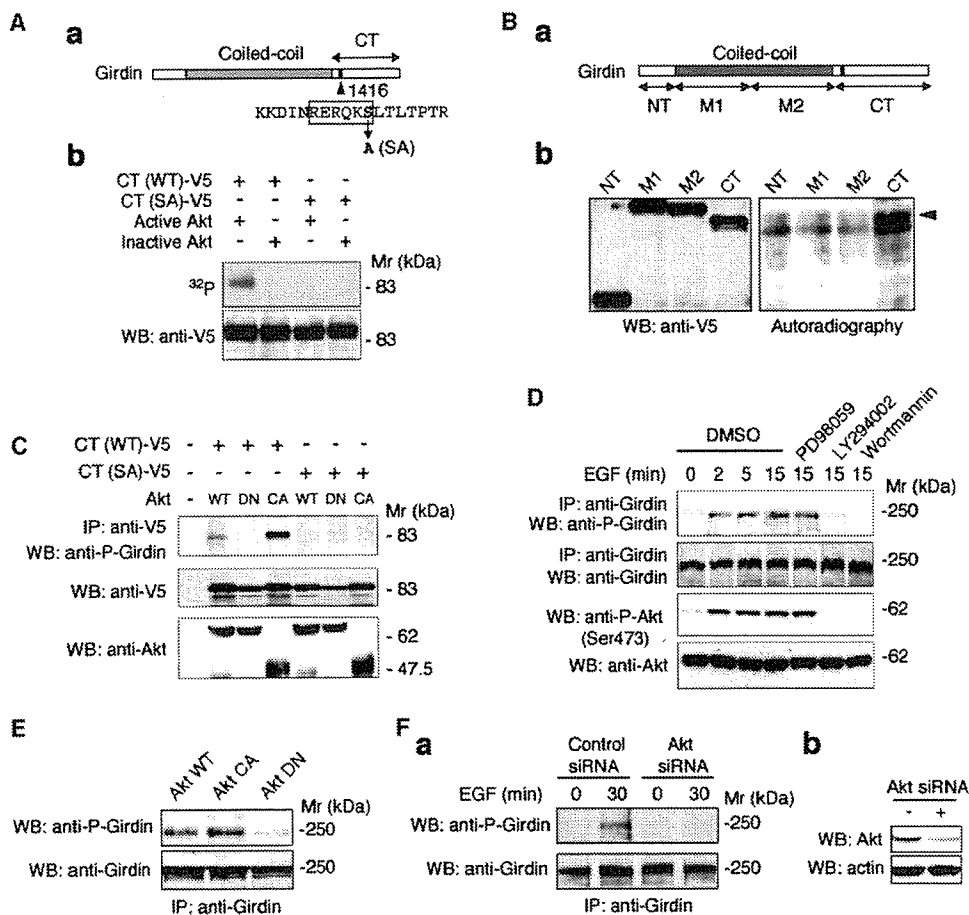 A
a
CT
Coiled-coil
Girdin
1416
KKDINRERQKSLTLTPTR
A (SA)
b
CT (WT)-V5 + + - -
CT (SA)-V5 - - + +
Active Akt + - + -
Inactive Akt - + - +
Mr (kDa)
32P
- 83
WB: anti-V5
- 83
B
a
Coiled-coil
Girdin
NT M1 M2 CT
b
NT M1 M2 CT NT M1 M2 CT
WB: anti-V5 Autoradiography
C
CT (WT)-V5 - + + + - - -
CT (SA)-V5 - - - - + + +
Akt - WT DN CA WT DN CA
Mr (kDa)
IP: anti-V5
WB: anti-P-Girdin
- 83
WB: anti-V5
- 83
WB: anti-Akt
- 62
- 47.5
D
DMSO PD98059 LY294002 Wortmannin
EGF (min) 0 2 5 15 15 15 15
Mr (kDa)
IP: anti-Girdin
WB: anti-P-Girdin
-250
IP: anti-Girdin
WB: anti-Girdin
-250
WB: anti-P-Akt
(Ser473)
-62
WB: anti-Akt
-62
E
Akt WT Akt CA Akt DN
Mr (kDa)
WB: anti-P-Girdin
-250
WB: anti-Girdin
-250
IP: anti-Girdin
F
a
Control siRNA
Akt siRNA
EGF (min) 0 30 0 30
Mr (kDa)
WB: anti-P-Girdin
-250
WB: anti-Girdin
-250
IP: anti-Girdin
b
Akt siRNA
- +
WB: Akt
WB: actin